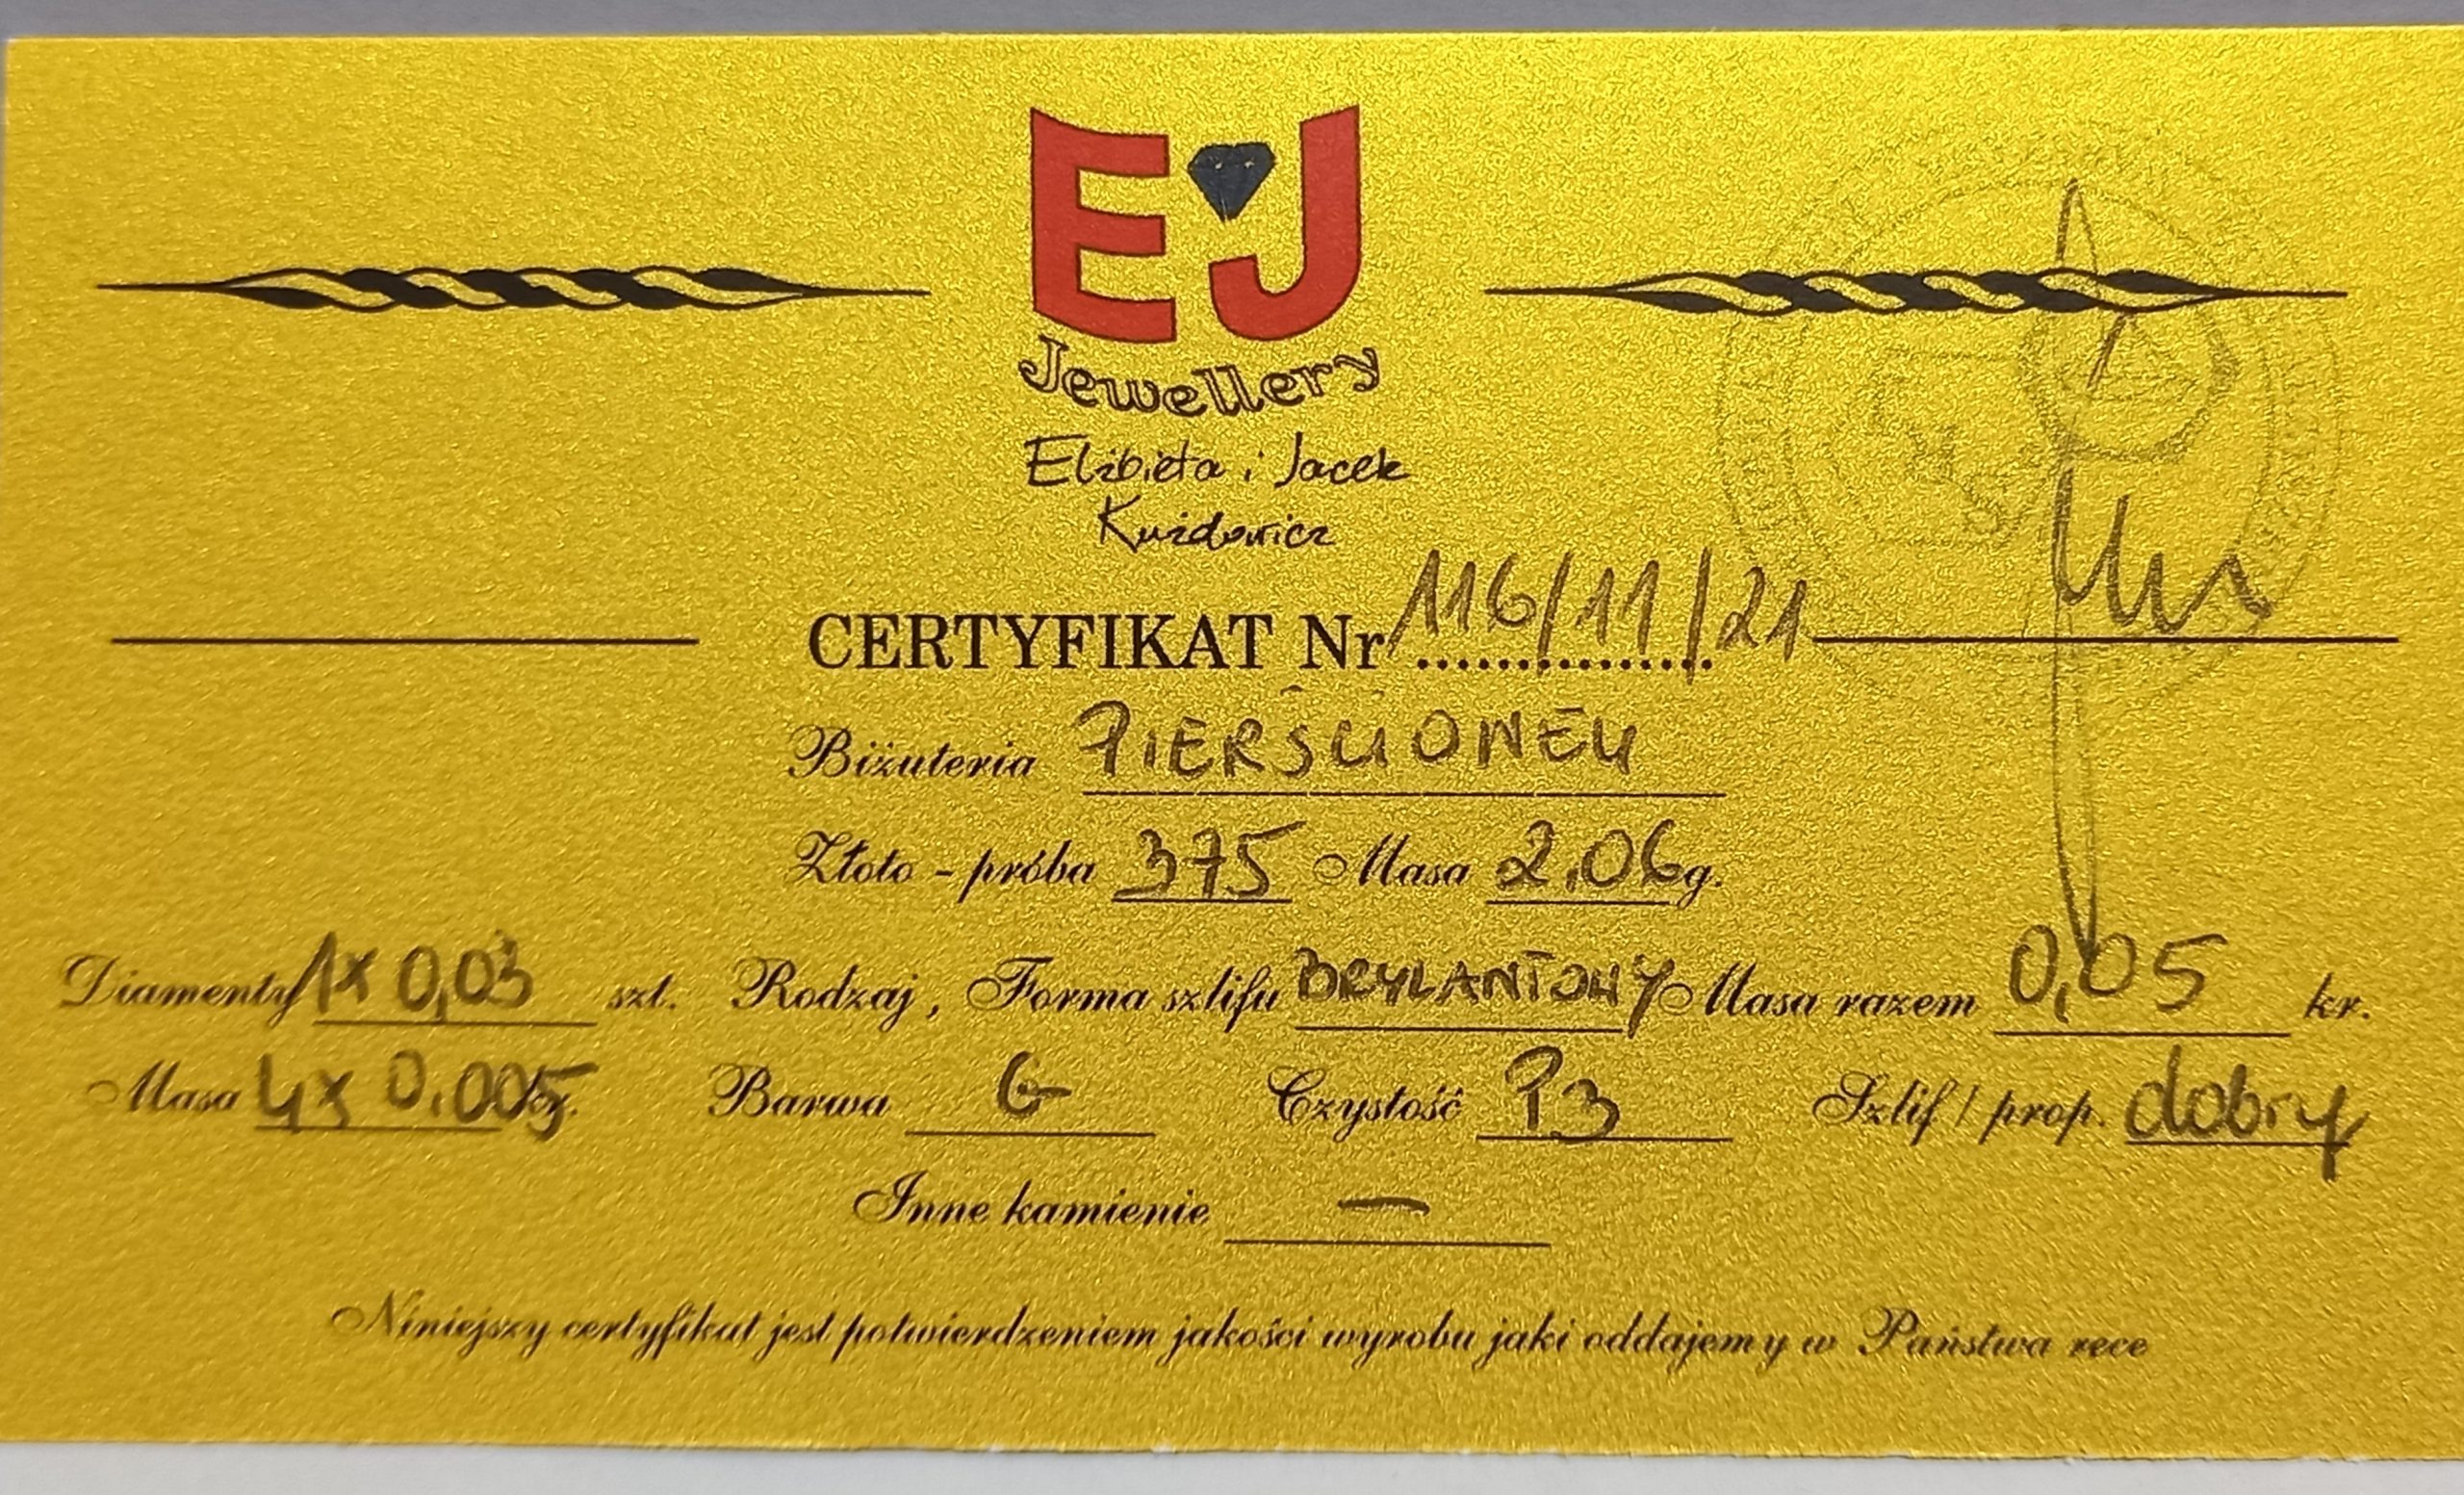 EJ
Jewellery
Elżbieta i Jacek
Kuźdowicz
CERTYFIKAT Nr 116/11/21
Biżuteria PIERŚCIONEK
Złoto - próba 375 Masa 2.06 g.
Diamenty 1x 0,03 szt. Rodzaj, Forma szlifu BRYLANTOWY Masa razem 0,05 kr.
Masa 4x 0.005 Barwa G Czystość P3 Szlif / prop. dobry
Inne kamienie —
Niniejszy certyfikat jest potwierdzeniem jakości wyrobu jaki oddajemy w Państwa rece